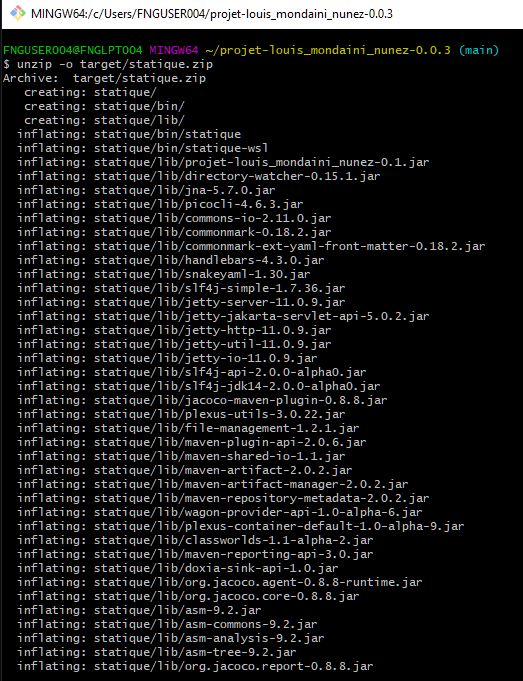 MINGW64:/c/Users/FNGUSER004/projet-louis_mondaini_nunez-0.0.3
FNGUSER004@FNGLPT004 MINGW64 ~/projet-louis_mondaini_nunez-0.0.3 (main)
$ unzip -o target/statique.zip
Archive:  target/statique.zip
   creating: statique/
   creating: statique/bin/
   creating: statique/lib/
  inflating: statique/bin/statique
  inflating: statique/bin/statique-wsl
  inflating: statique/lib/projet-louis_mondaini_nunez-0.1.jar
  inflating: statique/lib/directory-watcher-0.15.1.jar
  inflating: statique/lib/jna-5.7.0.jar
  inflating: statique/lib/picocli-4.6.3.jar
  inflating: statique/lib/commons-io-2.11.0.jar
  inflating: statique/lib/commonmark-0.18.2.jar
  inflating: statique/lib/commonmark-ext-yaml-front-matter-0.18.2.jar
  inflating: statique/lib/handlebars-4.3.0.jar
  inflating: statique/lib/snakeyaml-1.30.jar
  inflating: statique/lib/slf4j-simple-1.7.36.jar
  inflating: statique/lib/jetty-server-11.0.9.jar
  inflating: statique/lib/jetty-jakarta-servlet-api-5.0.2.jar
  inflating: statique/lib/jetty-http-11.0.9.jar
  inflating: statique/lib/jetty-util-11.0.9.jar
  inflating: statique/lib/jetty-io-11.0.9.jar
  inflating: statique/lib/slf4j-api-2.0.0-alpha0.jar
  inflating: statique/lib/slf4j-jdk14-2.0.0-alpha0.jar
  inflating: statique/lib/jacoco-maven-plugin-0.8.8.jar
  inflating: statique/lib/plexus-utils-3.0.22.jar
  inflating: statique/lib/file-management-1.2.1.jar
  inflating: statique/lib/maven-plugin-api-2.0.6.jar
  inflating: statique/lib/maven-shared-io-1.1.jar
  inflating: statique/lib/maven-artifact-2.0.2.jar
  inflating: statique/lib/maven-artifact-manager-2.0.2.jar
  inflating: statique/lib/maven-repository-metadata-2.0.2.jar
  inflating: statique/lib/wagon-provider-api-1.0-alpha-6.jar
  inflating: statique/lib/plexus-container-default-1.0-alpha-9.jar
  inflating: statique/lib/classworlds-1.1-alpha-2.jar
  inflating: statique/lib/maven-reporting-api-3.0.jar
  inflating: statique/lib/doxia-sink-api-1.0.jar
  inflating: statique/lib/org.jacoco.agent-0.8.8-runtime.jar
  inflating: statique/lib/org.jacoco.core-0.8.8.jar
  inflating: statique/lib/asm-9.2.jar
  inflating: statique/lib/asm-commons-9.2.jar
  inflating: statique/lib/asm-analysis-9.2.jar
  inflating: statique/lib/asm-tree-9.2.jar
  inflating: statique/lib/org.jacoco.report-0.8.8.jar